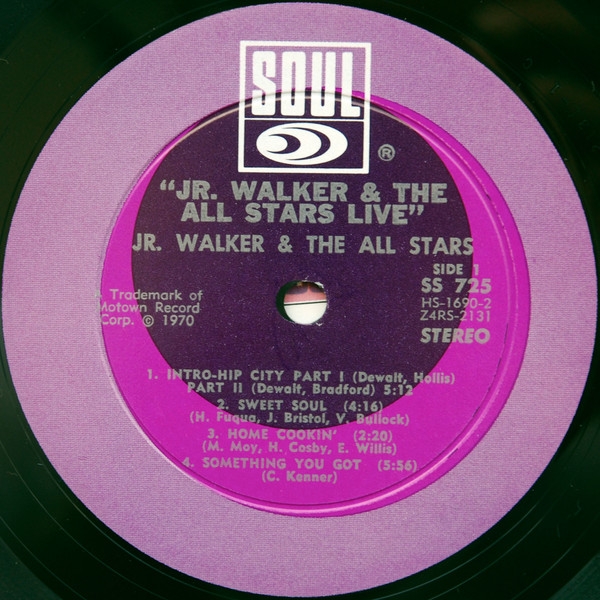 SOUL
®
"JR. WALKER & THE
ALL STARS LIVE"
JR. WALKER & THE ALL STARS
SIDE 1
SS 725
HS-1690-2
Z4RS-2131
STEREO
A Trademark of
Motown Record
Corp. © 1970
1. INTRO-HIP CITY PART I (Dewalt, Hollis)
PART II (Dewalt, Bradford) 5:12
2. SWEET SOUL (4:16)
(H. Fuqua, J. Bristol, V. Bullock)
3. HOME COOKIN' (2:20)
(M. Moy, H. Cosby, E. Willis)
4. SOMETHING YOU GOT (5:56)
(C. Kenner)